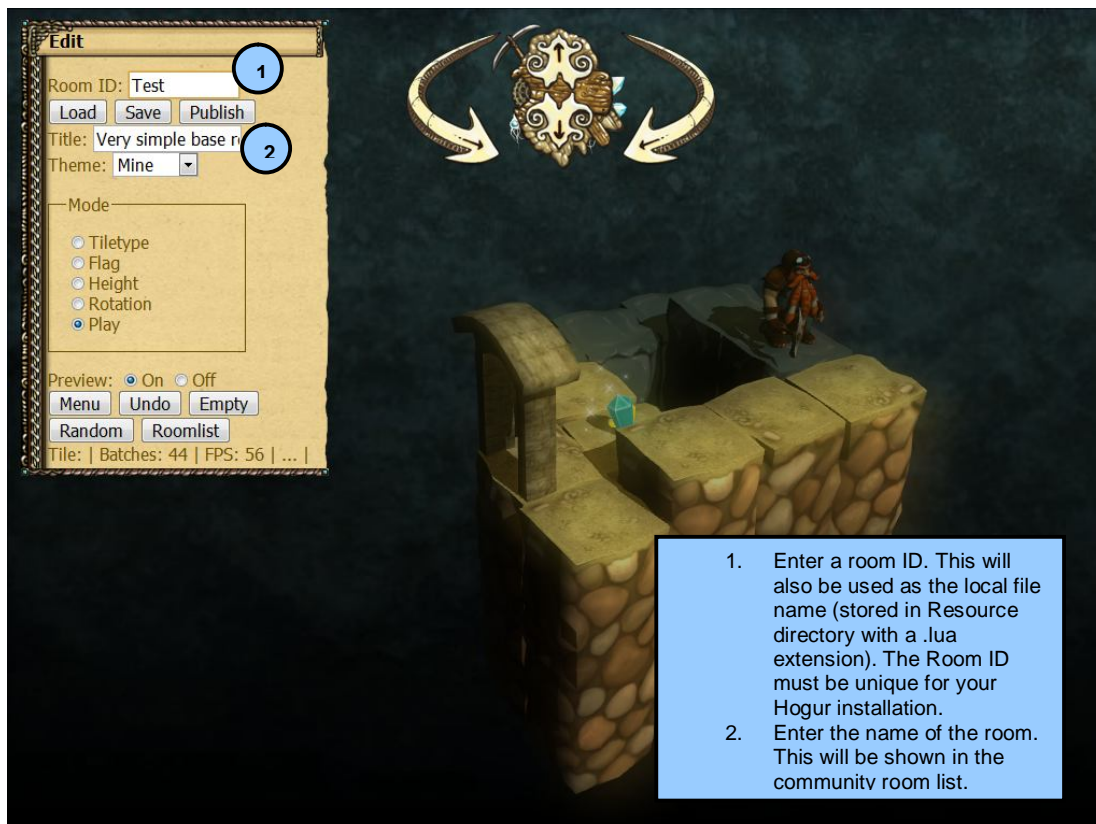 Edit
1
Room ID: Test
Load Save Publish
2
Title: Very simple base r
Theme: Mine
Mode
Tiletype
Flag
Height
Rotation
Play
Preview: On Off
Menu Undo Empty
Random Roomlist
Tile: | Batches: 44 | FPS: 56 | ... |
1. Enter a room ID. This will
also be used as the local file
name (stored in Resource
directory with a .lua
extension). The Room ID
must be unique for your
Hogur installation.
2. Enter the name of the room.
This will be shown in the
community room list.